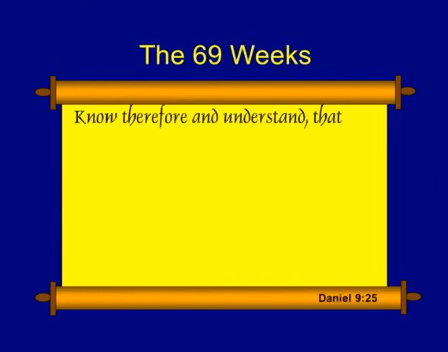 The 69 Weeks
Know therefore and understand, that
Daniel 9:25